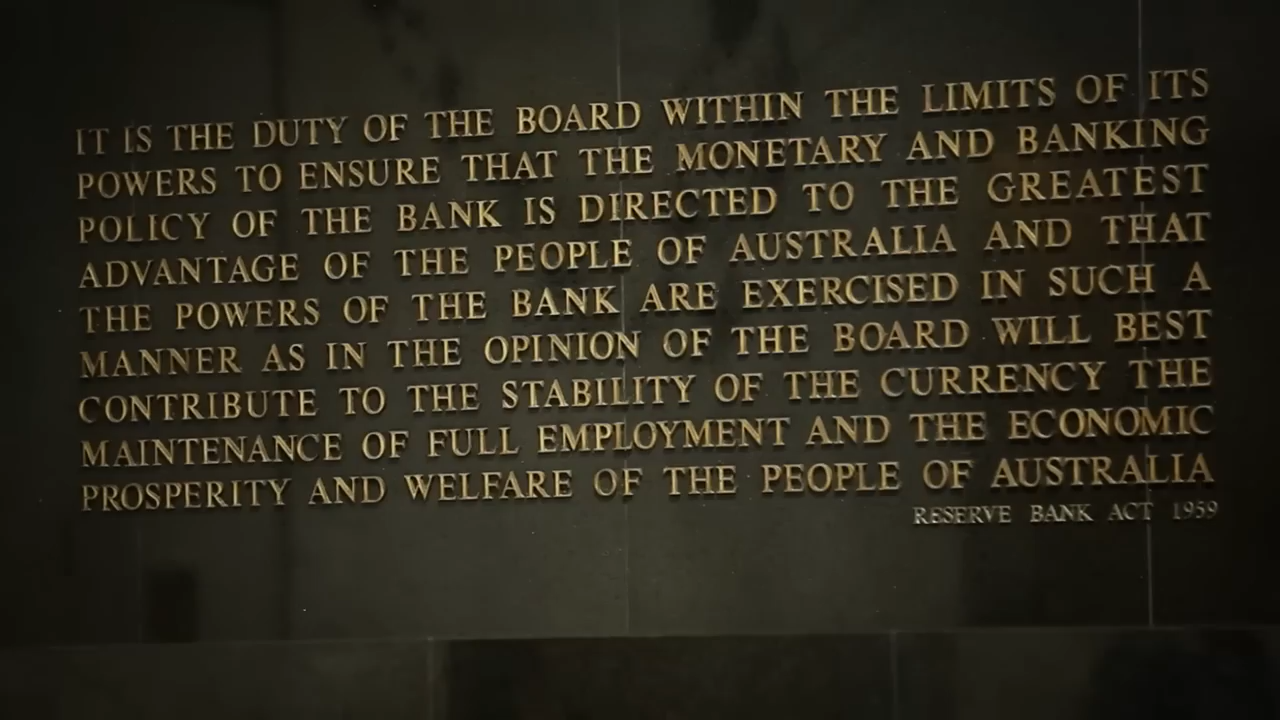 IT IS THE DUTY OF THE BOARD WITHIN THE LIMITS OF ITS
POWERS TO ENSURE THAT THE MONETARY AND BANKING
POLICY OF THE BANK IS DIRECTED TO THE GREATEST
ADVANTAGE OF THE PEOPLE OF AUSTRALIA AND THAT
THE POWERS OF THE BANK ARE EXERCISED IN SUCH A
MANNER AS IN THE OPINION OF THE BOARD WILL BEST
CONTRIBUTE TO THE STABILITY OF THE CURRENCY THE
MAINTENANCE OF FULL EMPLOYMENT AND THE ECONOMIC
PROSPERITY AND WELFARE OF THE PEOPLE OF AUSTRALIA
RESERVE BANK ACT 1959